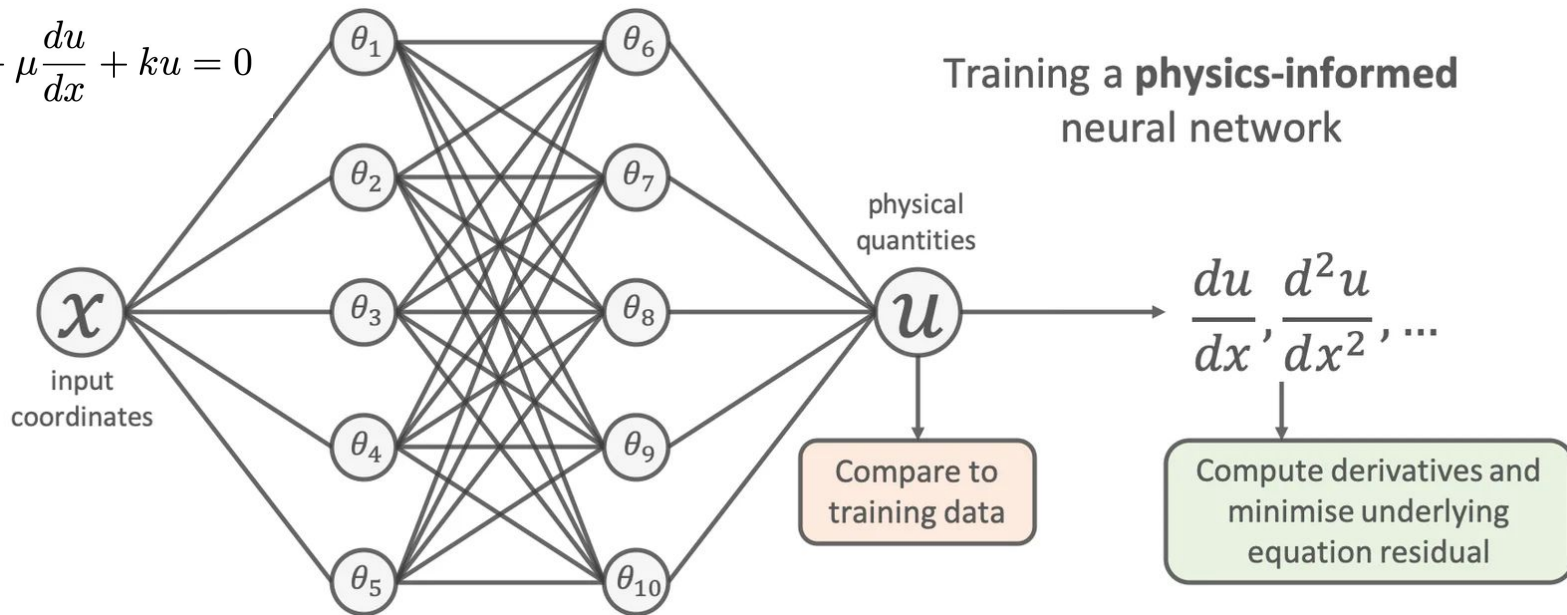 + μ du/dx + ku = 0
Training a physics-informed
neural network
θ1
θ2
θ3
θ4
θ5
θ6
θ7
θ8
θ9
θ10
x
input
coordinates
physical
quantities
u
du/dx, d²u/dx², ...
Compare to
training data
Compute derivatives and
minimise underlying
equation residual